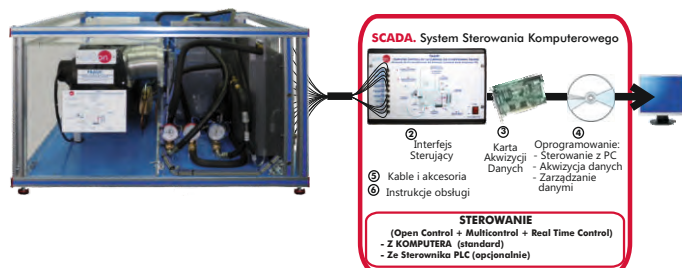 SCADA. System Sterowania Komputerowego
② Interfejs
Sterujący
③ Karta
Akwizycji
Danych
④ Oprogramowanie:
- Sterowanie z PC
- Akwizycja danych
- Zarządzanie
danymi
⑤ Kable i akcesoria
⑥ Instrukcje obsługi
STEROWANIE
(Open Control + Multicontrol + Real Time Control)
- Z KOMPUTERA (standard)
- Ze Sterownika PLC (opcjonalnie)